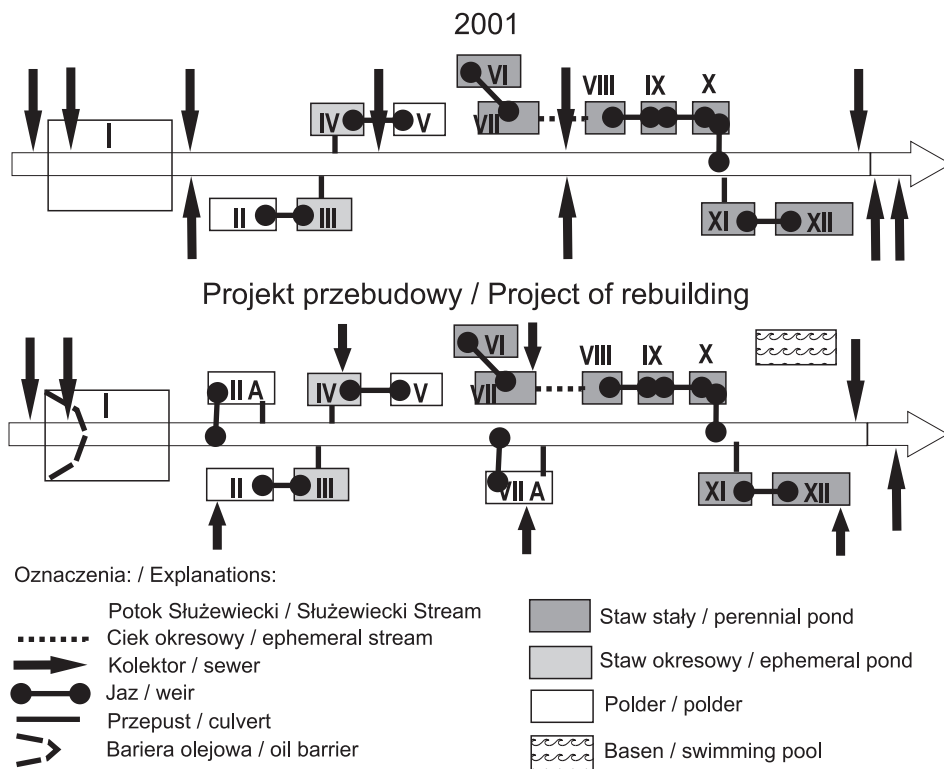 2001
VI
VIII IX X
I
IV V
VII
II III
XI XII
Projekt przebudowy / Project of rebuilding
VI
VIII IX X
I
II A
IV V
VII
II III
VII A
XI XII
Oznaczenia: / Explanations:
Potok Służewiecki / Służewiecki Stream
Ciek okresowy / ephemeral stream
Kolektor / sewer
Jaz / weir
Przepust / culvert
Bariera olejowa / oil barrier
Staw stały / perennial pond
Staw okresowy / ephemeral pond
Polder / polder
Basen / swimming pool